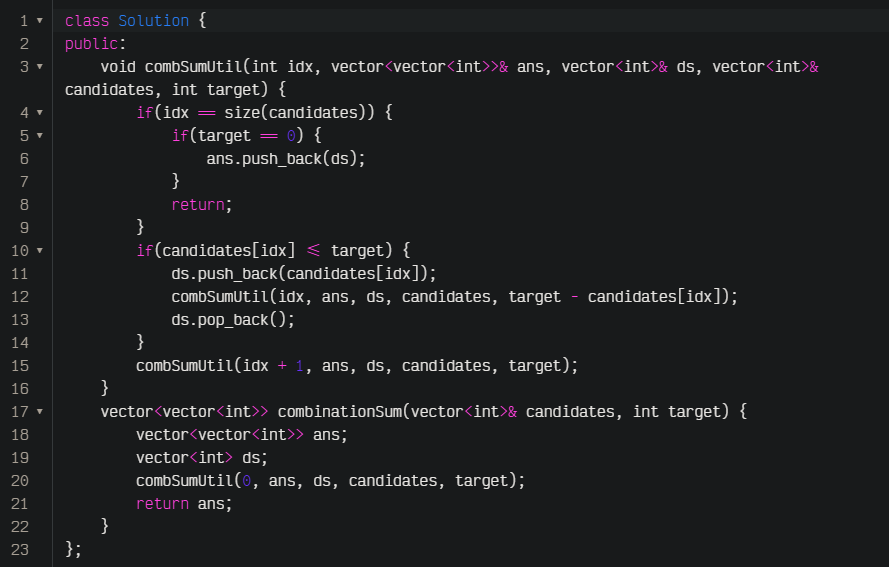 1 ▾ class Solution {
2 public:
3 ▾     void combSumUtil(int idx, vector<vector<int>>& ans, vector<int>& ds, vector<int>&
candidates, int target) {
4 ▾         if(idx == size(candidates)) {
5 ▾             if(target == 0) {
6                 ans.push_back(ds);
7             }
8             return;
9         }
10 ▾         if(candidates[idx] <= target) {
11             ds.push_back(candidates[idx]);
12             combSumUtil(idx, ans, ds, candidates, target - candidates[idx]);
13             ds.pop_back();
14         }
15         combSumUtil(idx + 1, ans, ds, candidates, target);
16     }
17 ▾     vector<vector<int>> combinationSum(vector<int>& candidates, int target) {
18         vector<vector<int>> ans;
19         vector<int> ds;
20         combSumUtil(0, ans, ds, candidates, target);
21         return ans;
22     }
23 };